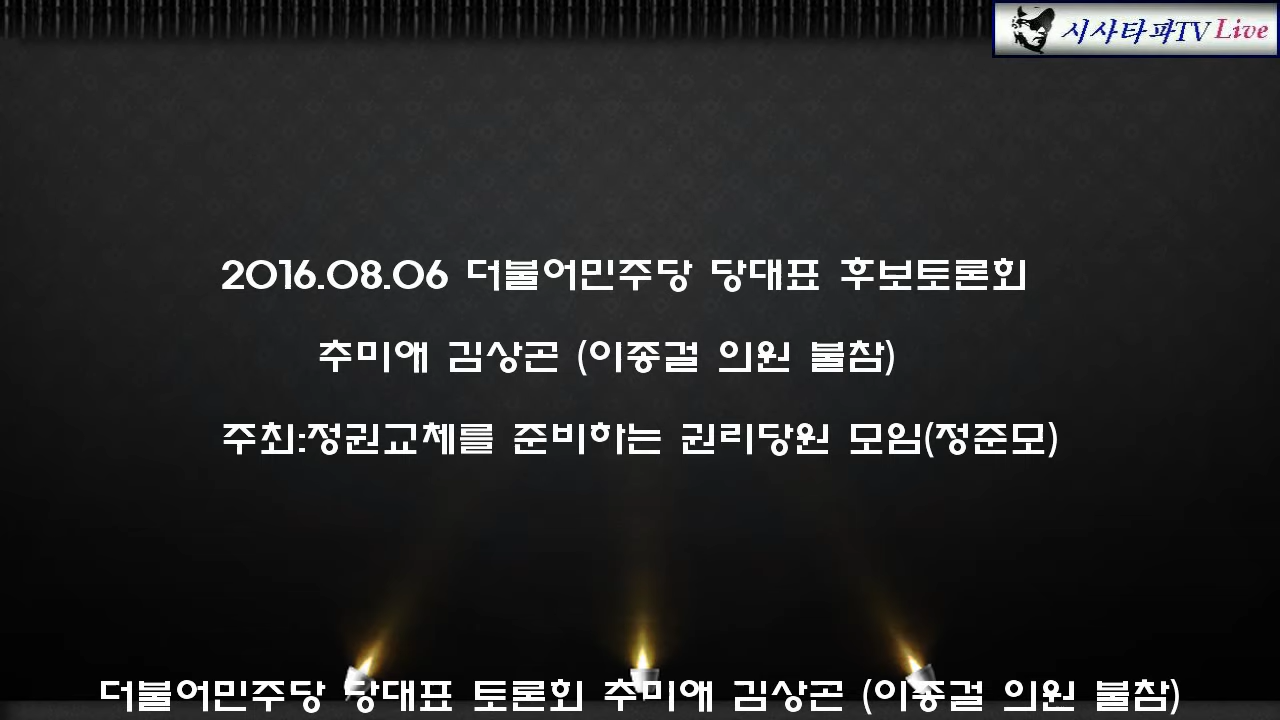 시사타파TV Live
2016.08.06 더불어민주당 당대표 후보토론회
추미애 김상곤 (이종걸 의원 불참)
주최:정권교체를 준비하는 권리당원 모임(정준모)
더불어민주당 당대표 토론회 추미애 김상곤 (이종걸 의원 불참)